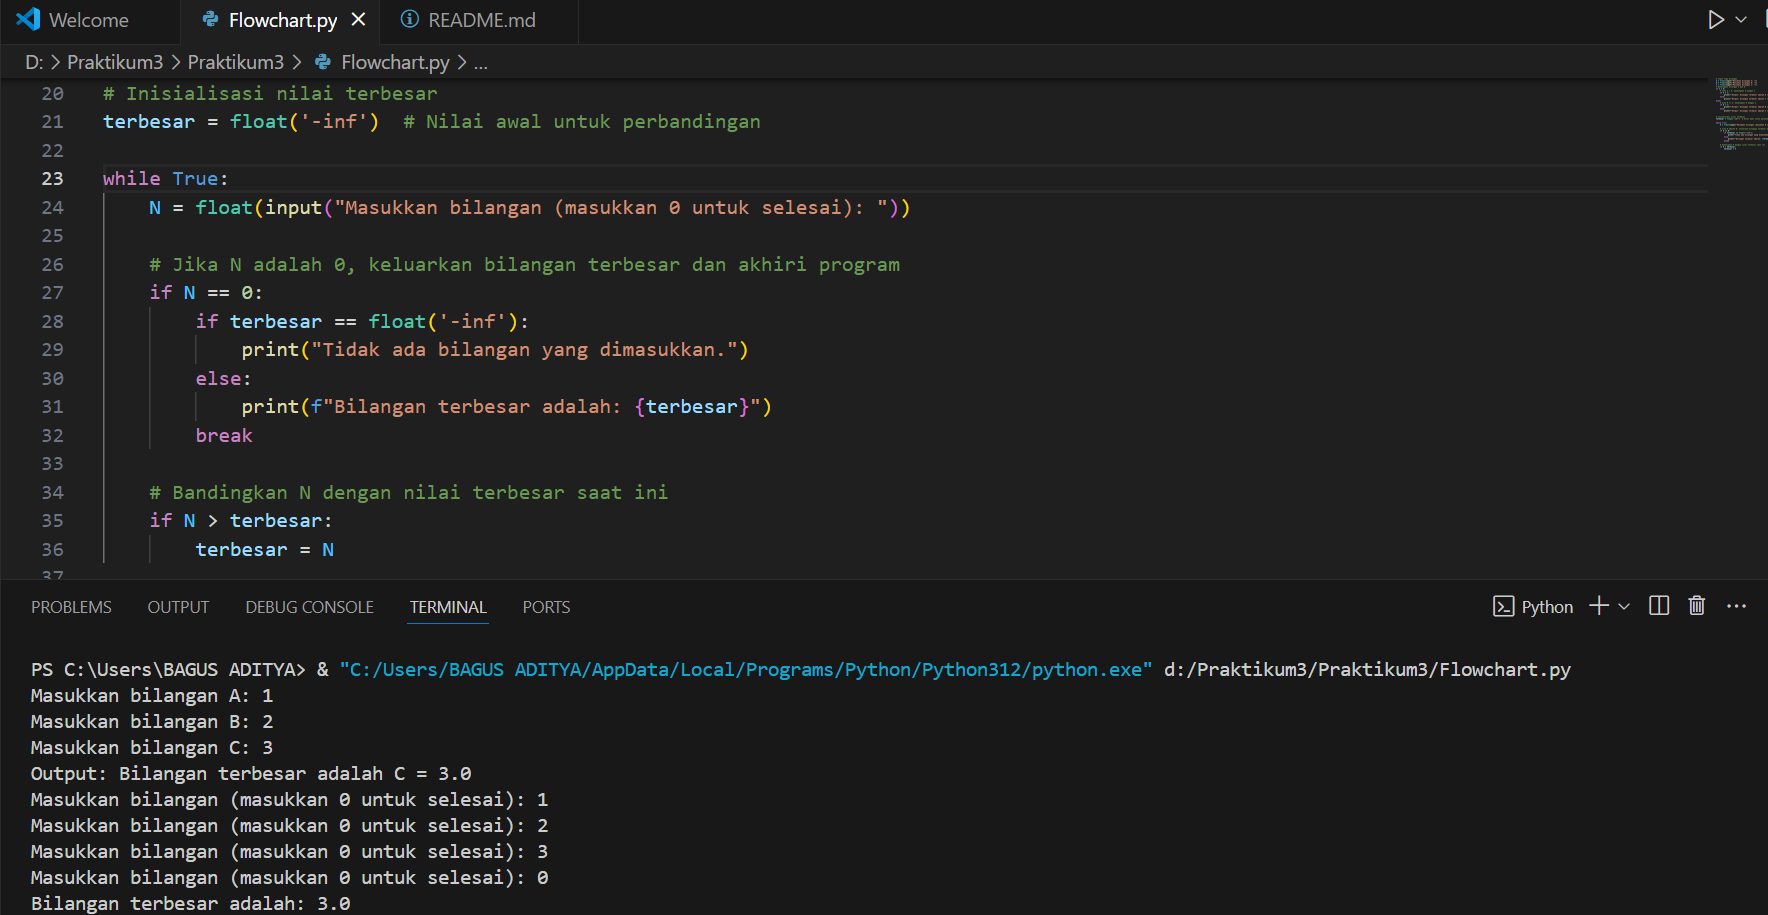 Welcome Flowchart.py README.md
D: > Praktikum3 > Praktikum3 > Flowchart.py > ...
20 # Inisialisasi nilai terbesar
21 terbesar = float('-inf')  # Nilai awal untuk perbandingan
22
23 while True:
24     N = float(input("Masukkan bilangan (masukkan 0 untuk selesai): "))
25
26     # Jika N adalah 0, keluarkan bilangan terbesar dan akhiri program
27     if N == 0:
28         if terbesar == float('-inf'):
29             print("Tidak ada bilangan yang dimasukkan.")
30         else:
31             print(f"Bilangan terbesar adalah: {terbesar}")
32         break
33
34     # Bandingkan N dengan nilai terbesar saat ini
35     if N > terbesar:
36         terbesar = N
37
PROBLEMS OUTPUT DEBUG CONSOLE TERMINAL PORTS Python
PS C:\Users\BAGUS ADITYA> & "C:/Users/BAGUS ADITYA/AppData/Local/Programs/Python/Python312/python.exe" d:/Praktikum3/Praktikum3/Flowchart.py
Masukkan bilangan A: 1
Masukkan bilangan B: 2
Masukkan bilangan C: 3
Output: Bilangan terbesar adalah C = 3.0
Masukkan bilangan (masukkan 0 untuk selesai): 1
Masukkan bilangan (masukkan 0 untuk selesai): 2
Masukkan bilangan (masukkan 0 untuk selesai): 3
Masukkan bilangan (masukkan 0 untuk selesai): 0
Bilangan terbesar adalah: 3.0